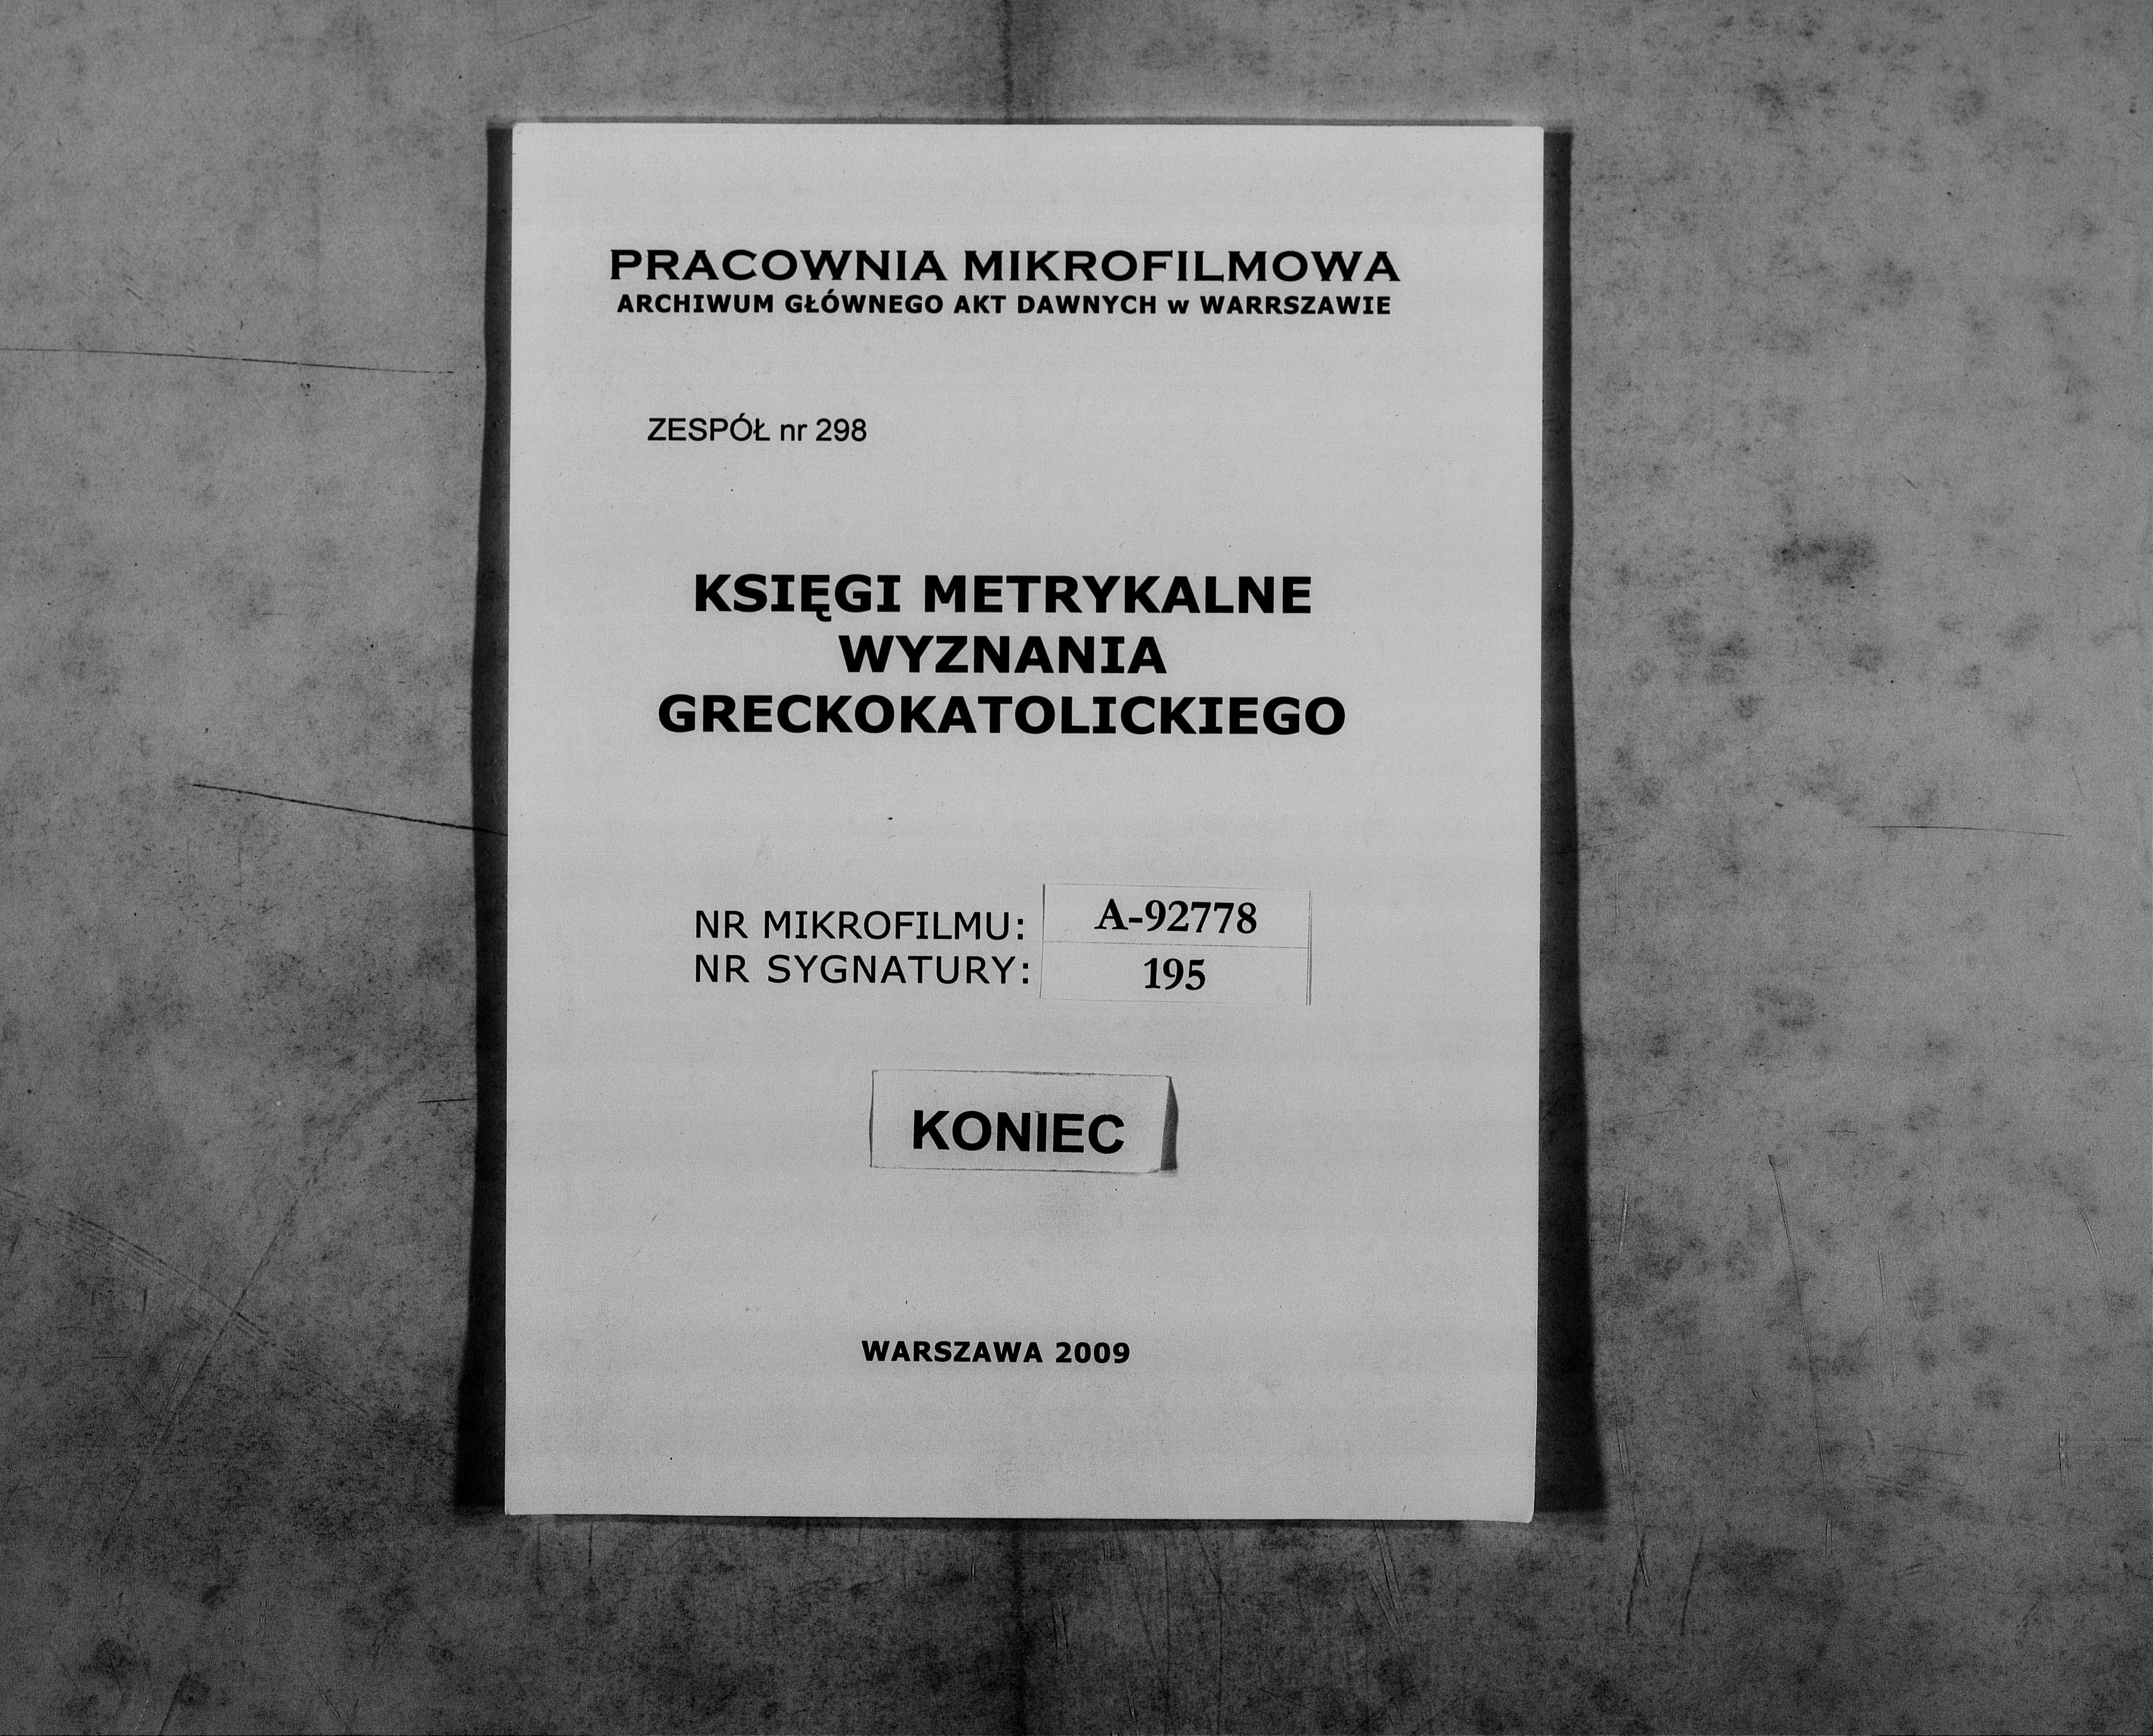 PRACOWNIA MIKROFILMOWA
ARCHIWUM GŁÓWNEGO AKT DAWNYCH w WARRSZAWIE
ZESPÓŁ nr 298
KSIĘGI METRYKALNE
WYZNANIA
GRECKOKATOLICKIEGO
NR MIKROFILMU: A-92778
NR SYGNATURY: 195
KONIEC
WARSZAWA 2009